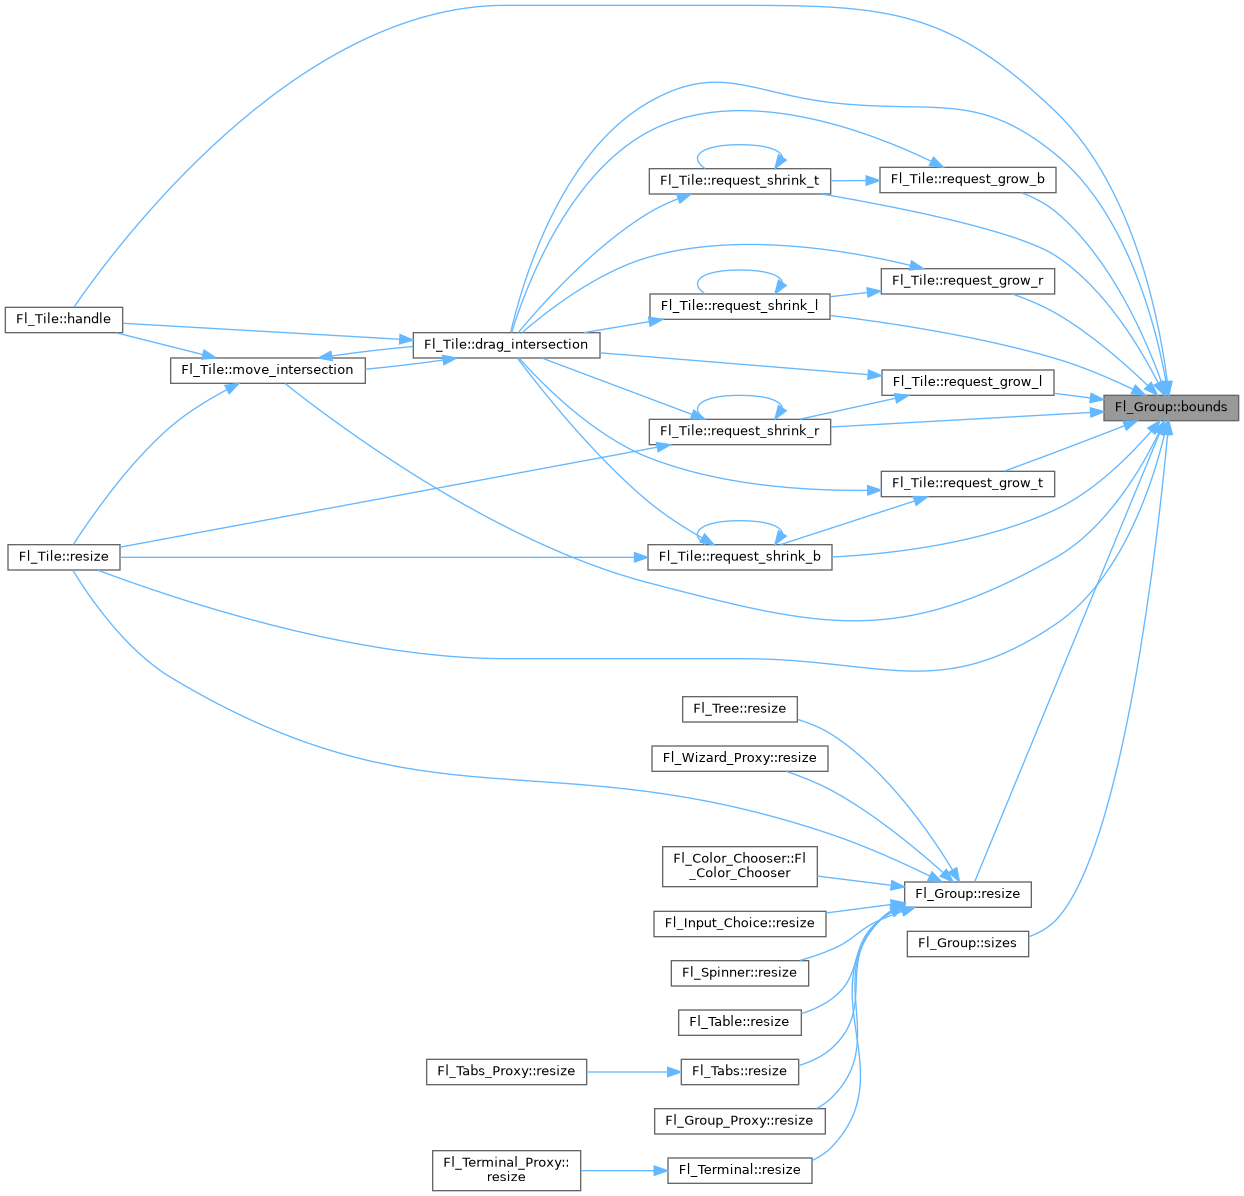 Fl_Tile::request_shrink_t
Fl_Tile::request_grow_b
Fl_Tile::request_grow_r
Fl_Tile::request_shrink_l
Fl_Tile::handle
Fl_Tile::drag_intersection
Fl_Tile::move_intersection
Fl_Tile::request_grow_l
Fl_Group::bounds
Fl_Tile::request_shrink_r
Fl_Tile::request_grow_t
Fl_Tile::resize
Fl_Tile::request_shrink_b
Fl_Tree::resize
Fl_Wizard_Proxy::resize
Fl_Color_Chooser::Fl
_Color_Chooser
Fl_Group::resize
Fl_Input_Choice::resize
Fl_Group::sizes
Fl_Spinner::resize
Fl_Table::resize
Fl_Tabs_Proxy::resize
Fl_Tabs::resize
Fl_Group_Proxy::resize
Fl_Terminal_Proxy::
resize
Fl_Terminal::resize